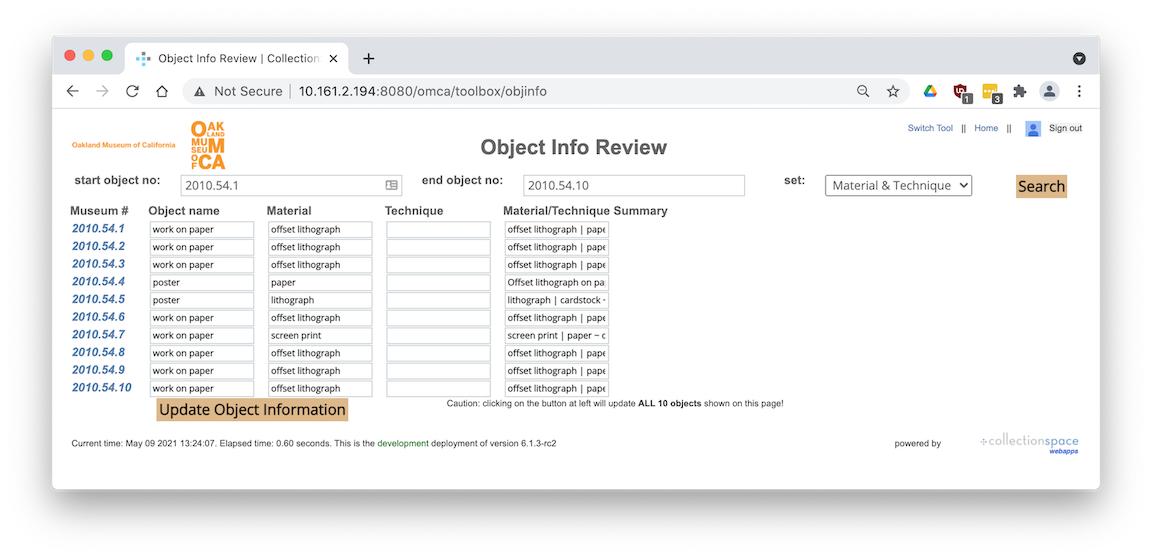 Object Info Review | Collection
Not Secure | 10.161.2.194:8080/omca/toolbox/objinfo
1
3
Switch Tool || Home || Sign out
Oakland Museum of California
OAK
LAND
MU
SEU M
OF CA
Object Info Review
start object no: 2010.54.1 end object no: 2010.54.10 set: Material & Technique Search
Museum # Object name Material Technique Material/Technique Summary
2010.54.1 work on paper offset lithograph offset lithograph | pape
2010.54.2 work on paper offset lithograph offset lithograph | pape
2010.54.3 work on paper offset lithograph offset lithograph | pape
2010.54.4 poster paper Offset lithograph on pa
2010.54.5 poster lithograph lithograph | cardstock -
2010.54.6 work on paper offset lithograph offset lithograph | pape
2010.54.7 work on paper screen print screen print | paper ~ c
2010.54.8 work on paper offset lithograph offset lithograph | pape
2010.54.9 work on paper offset lithograph offset lithograph | pape
2010.54.10 work on paper offset lithograph offset lithograph | pape
Update Object Information Caution: clicking on the button at left will update ALL 10 objects shown on this page!
Current time: May 09 2021 13:24:07. Elapsed time: 0.60 seconds. This is the development deployment of version 6.1.3-rc2 powered by collectionspace
webapps